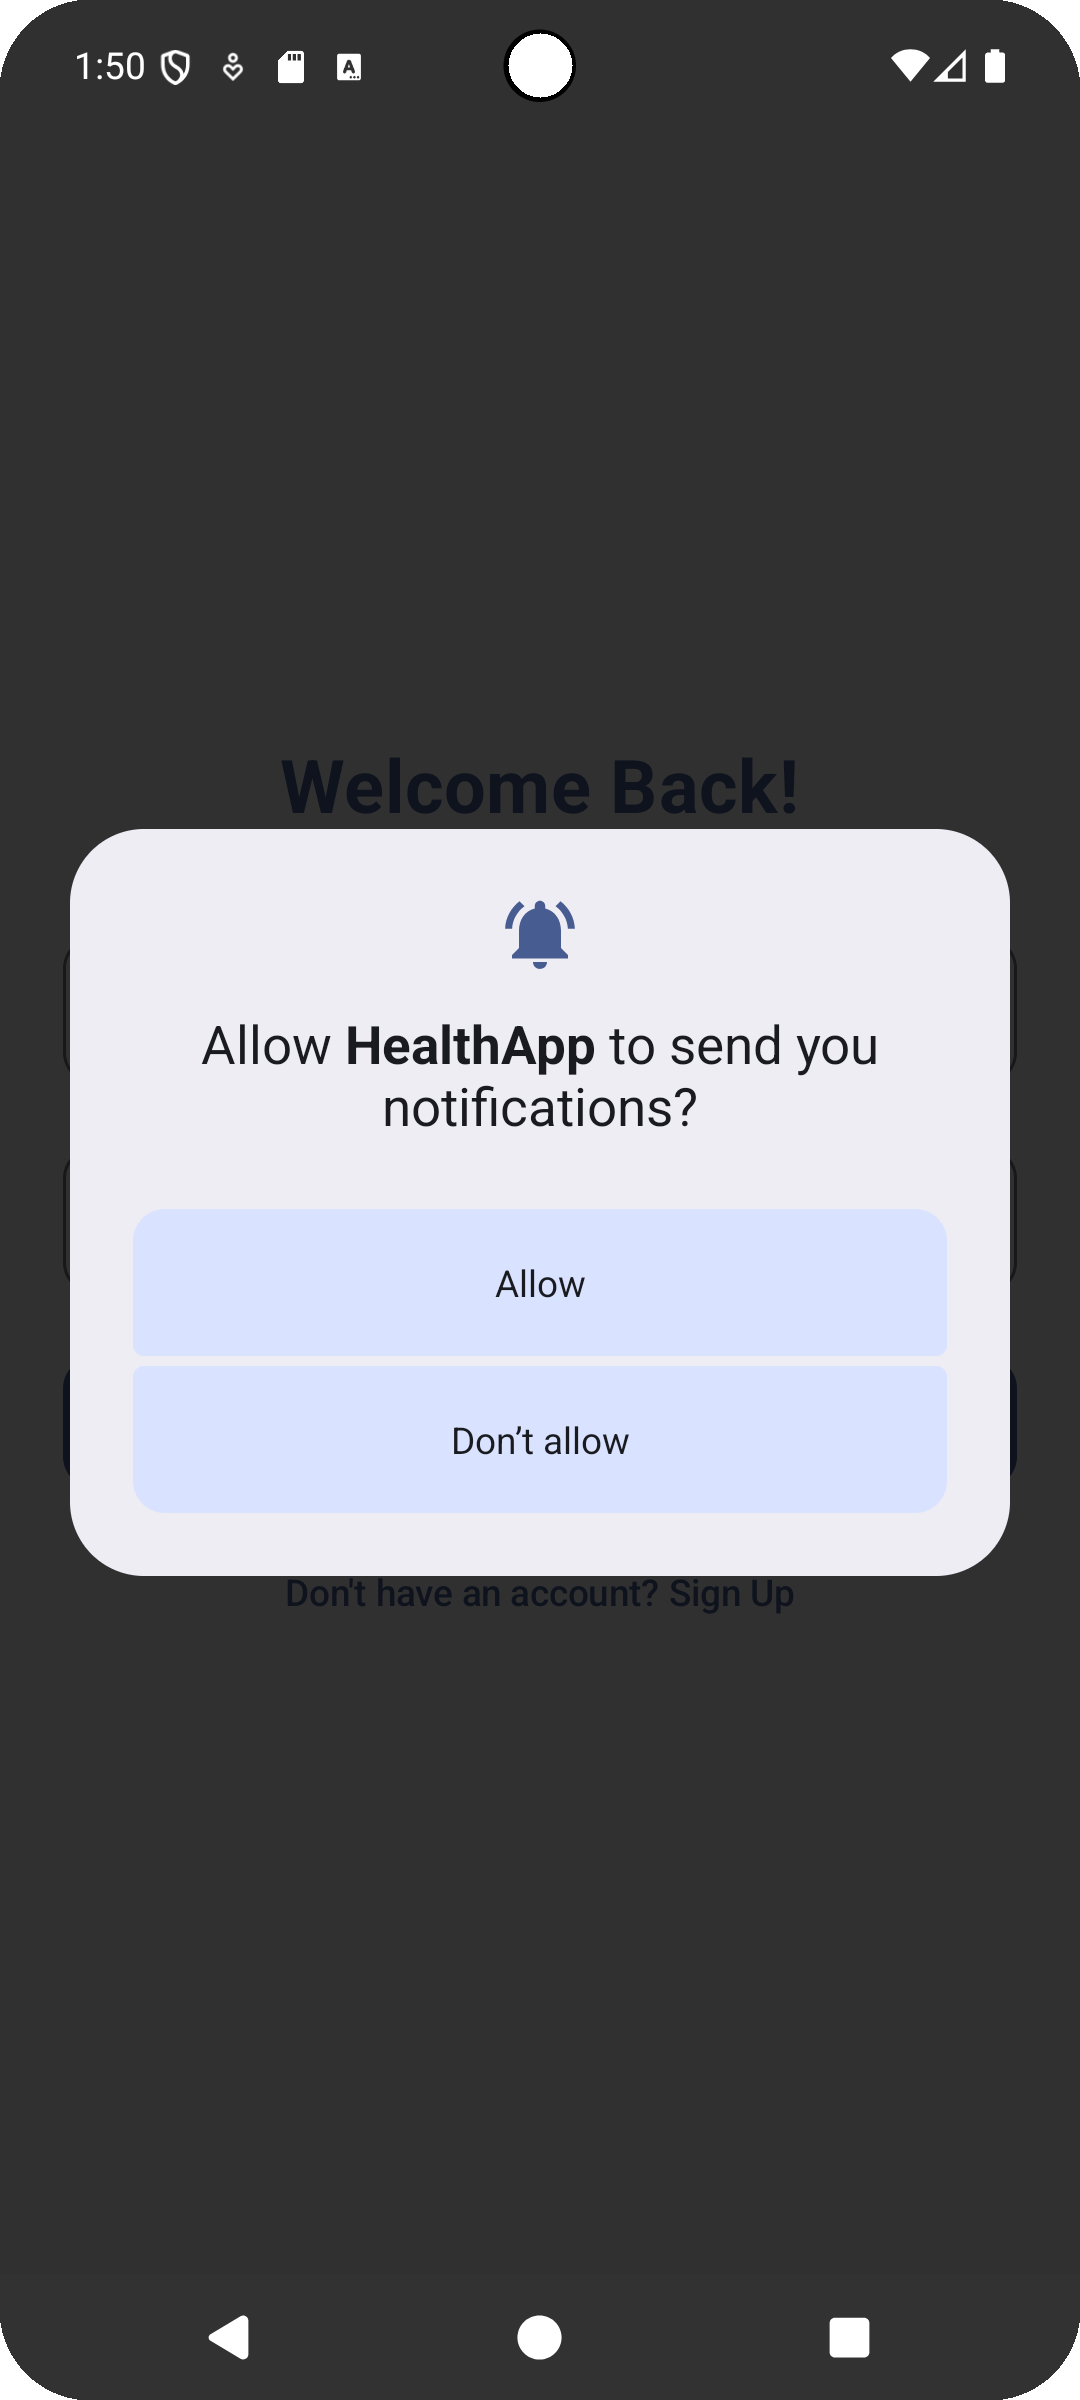 1:50
Welcome Back!
Allow HealthApp to send you
notifications?
Allow
Don’t allow
Don't have an account? Sign Up